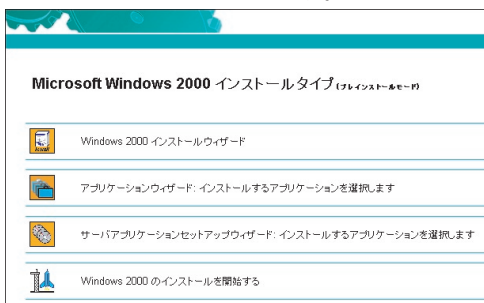 Microsoft Windows 2000 インストールタイプ (プレインストールモード)
Windows 2000 インストールウィザード
アプリケーションウィザード: インストールするアプリケーションを選択します
サーバアプリケーションセットアップウィザード: インストールするアプリケーションを選択します
Windows 2000 のインストールを開始する